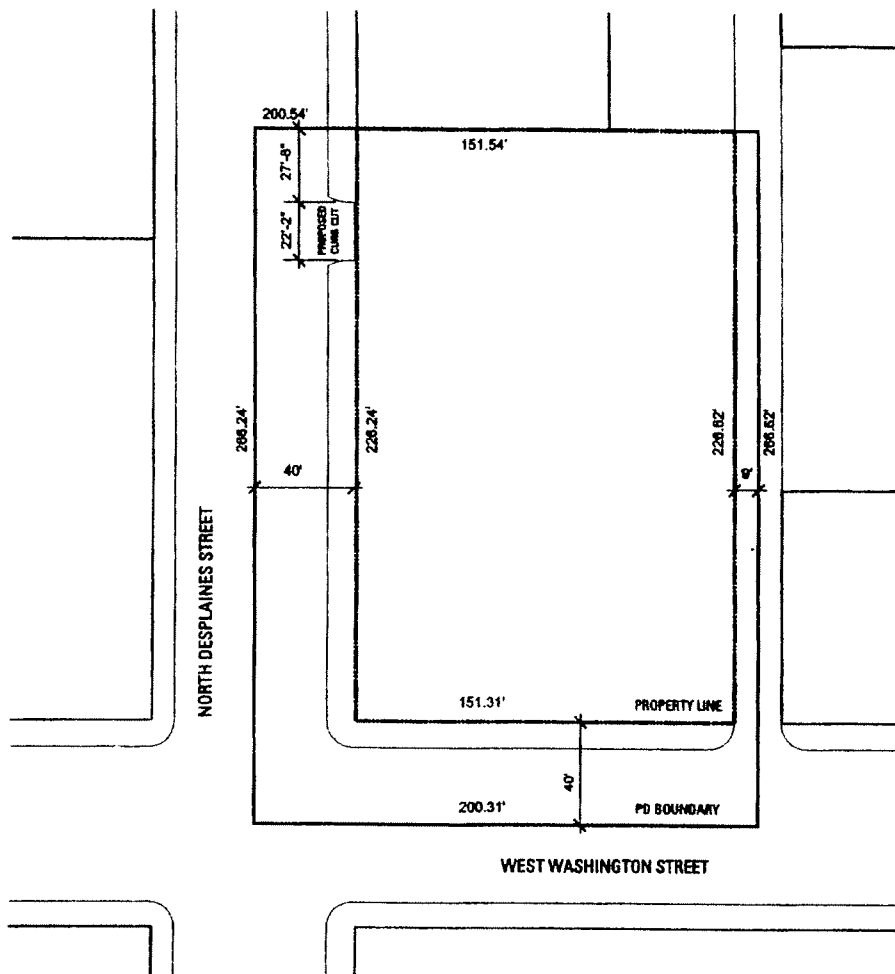 200.54'
151.54'
27'-8"
22'-2"
PROPOSED
CURB CUT
266.24'
226.24'
226.62'
266.62'
40'
9'
NORTH DESPLAINES STREET
151.31'
PROPERTY LINE
40'
200.31'
PD BOUNDARY
WEST WASHINGTON STREET